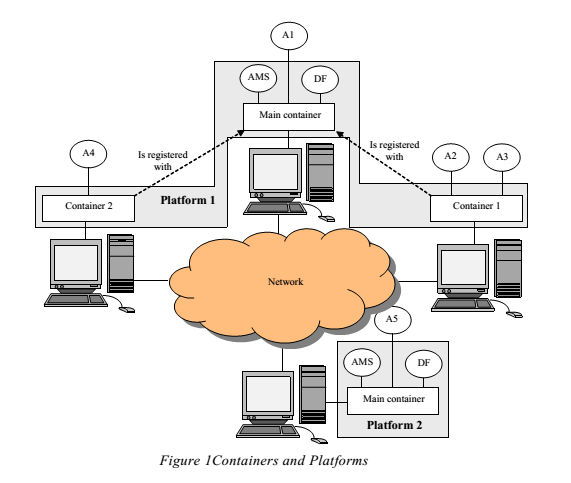 A1
AMS
DF
Main container
A4
Is registered
with
Is registered
with
A2
A3
Container 2
Platform 1
Container 1
Network
A5
AMS
DF
Main container
Platform 2
Figure 1Containers and Platforms